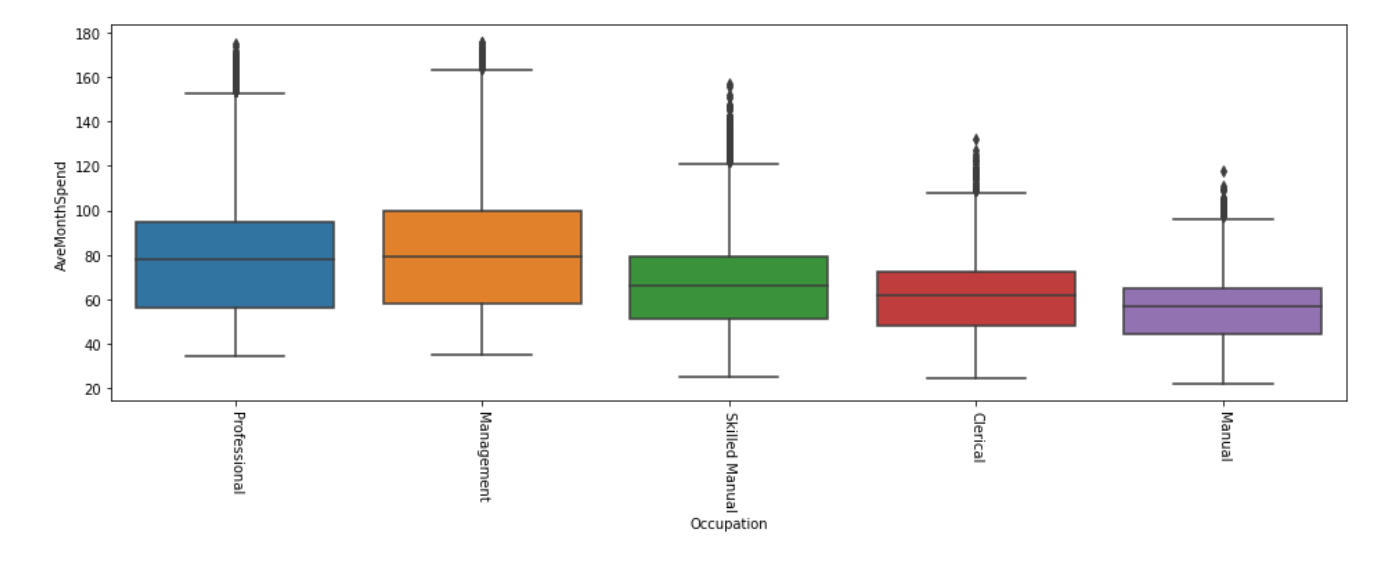 180
160
140
120
100
80
60
40
20
AveMonthSpend
Professional
Management
Skilled Manual
Clerical
Manual
Occupation